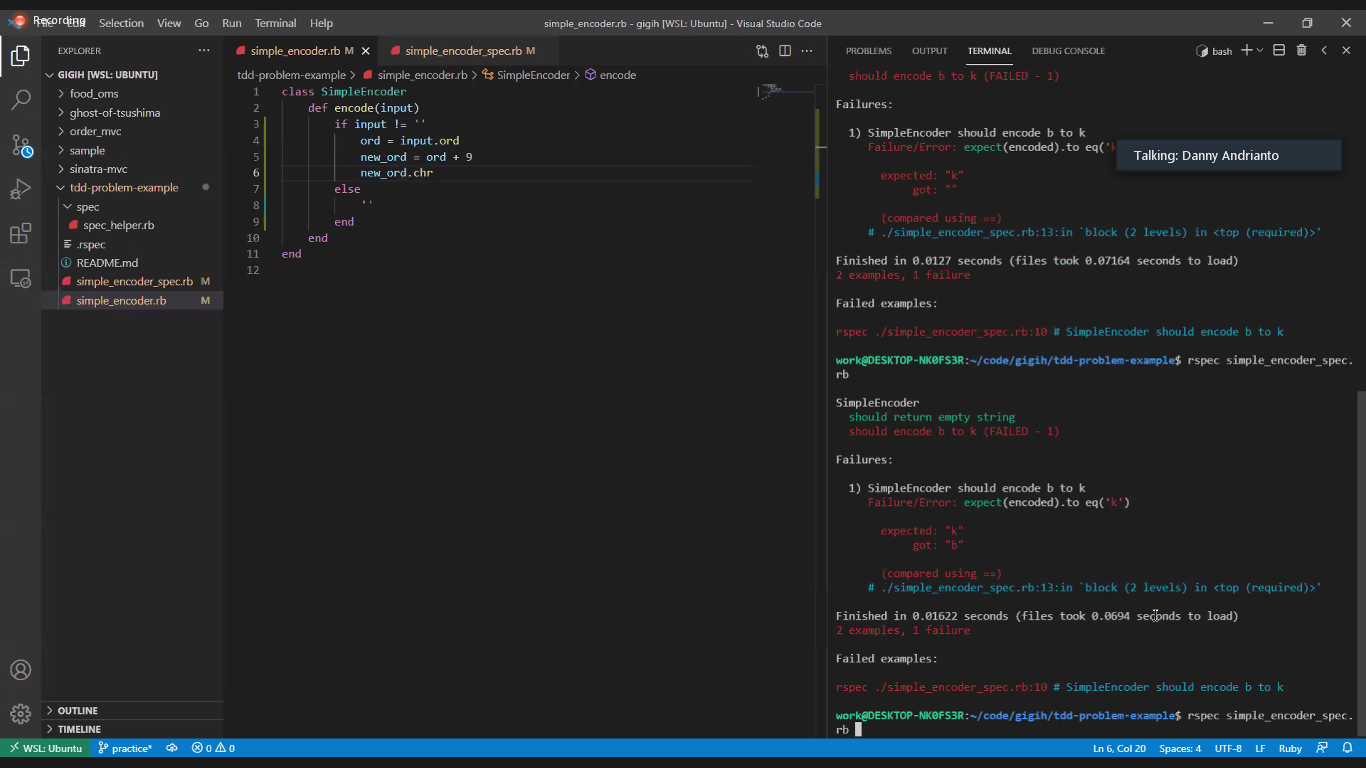 Recording
File Edit Selection View Go Run Terminal Help
simple_encoder.rb - gigih [WSL: Ubuntu] - Visual Studio Code
EXPLORER
GIGIH [WSL: UBUNTU]
food_oms
ghost-of-tsushima
order_mvc
sample
sinatra-mvc
tdd-problem-example
spec
spec_helper.rb
.rspec
README.md
simple_encoder_spec.rb M
simple_encoder.rb M
OUTLINE
TIMELINE
simple_encoder.rb M
simple_encoder_spec.rb M
tdd-problem-example > simple_encoder.rb > SimpleEncoder > encode
1 class SimpleEncoder
2 def encode(input)
3 if input != ''
4 ord = input.ord
5 new_ord = ord + 9
6 new_ord.chr
7 else
8 ''
9 end
10 end
11 end
12
PROBLEMS OUTPUT TERMINAL DEBUG CONSOLE
bash
should encode b to k (FAILED - 1)
Failures:
1) SimpleEncoder should encode b to k
Failure/Error: expect(encoded).to eq('k
Talking: Danny Andrianto
expected: "k"
got: ""
(compared using ==)
# ./simple_encoder_spec.rb:13:in `block (2 levels) in <top (required)>'
Finished in 0.0127 seconds (files took 0.07164 seconds to load)
2 examples, 1 failure
Failed examples:
rspec ./simple_encoder_spec.rb:10 # SimpleEncoder should encode b to k
work@DESKTOP-NK0FS3R:~/code/gigih/tdd-problem-example$ rspec simple_encoder_spec.
rb
SimpleEncoder
should return empty string
should encode b to k (FAILED - 1)
Failures:
1) SimpleEncoder should encode b to k
Failure/Error: expect(encoded).to eq('k')
expected: "k"
got: "b"
(compared using ==)
# ./simple_encoder_spec.rb:13:in `block (2 levels) in <top (required)>'
Finished in 0.01622 seconds (files took 0.0694 seconds to load)
2 examples, 1 failure
Failed examples:
rspec ./simple_encoder_spec.rb:10 # SimpleEncoder should encode b to k
work@DESKTOP-NK0FS3R:~/code/gigih/tdd-problem-example$ rspec simple_encoder_spec.
rb
WSL: Ubuntu practice* 0 0 Ln 6, Col 20 Spaces: 4 UTF-8 LF Ruby